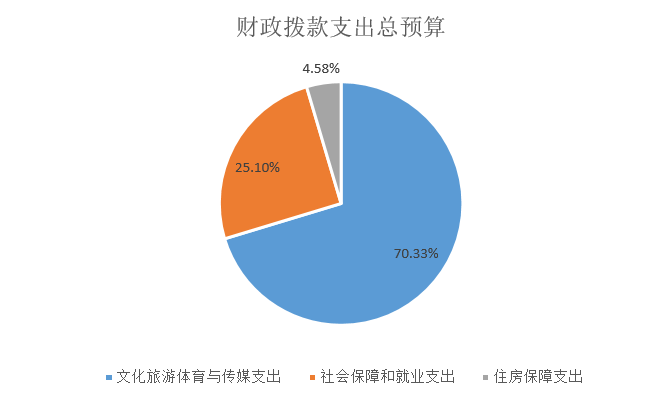 财政拨款支出总预算
4.58%
25.10%
70.33%
文化旅游体育与传媒支出 社会保障和就业支出 住房保障支出